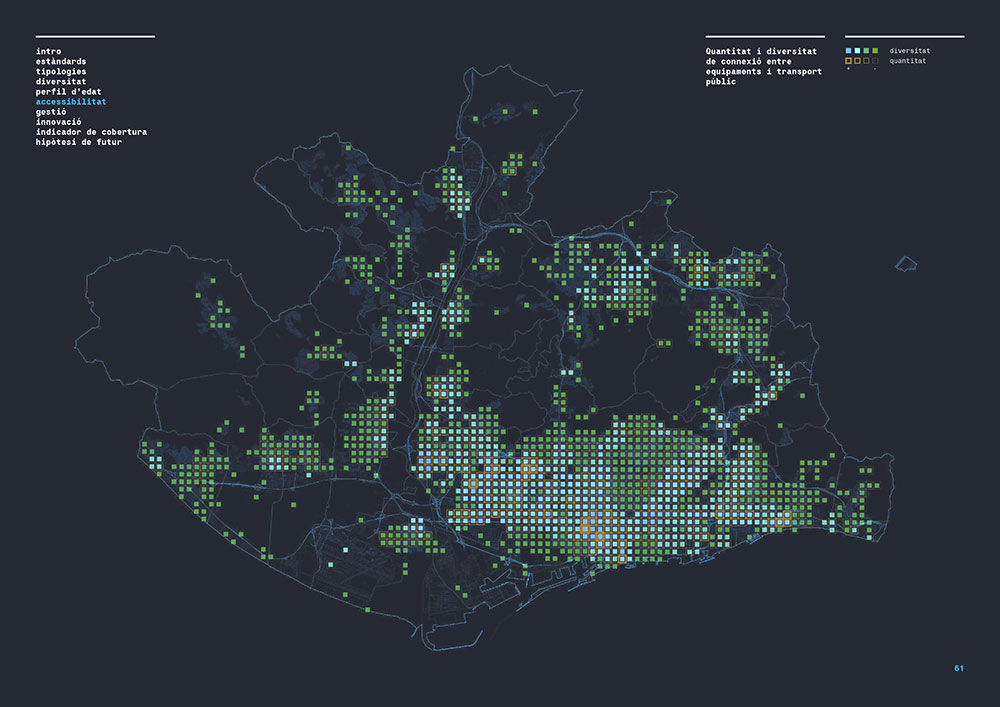 intro
estàndards
tipologies
diversitat
perfil d'edat
accessibilitat
gestió
innovació
indicador de cobertura
hipòtesi de futur
Quantitat i diversitat
de connexió entre
equipaments i transport
públic
diversitat
quantitat
+ -
61